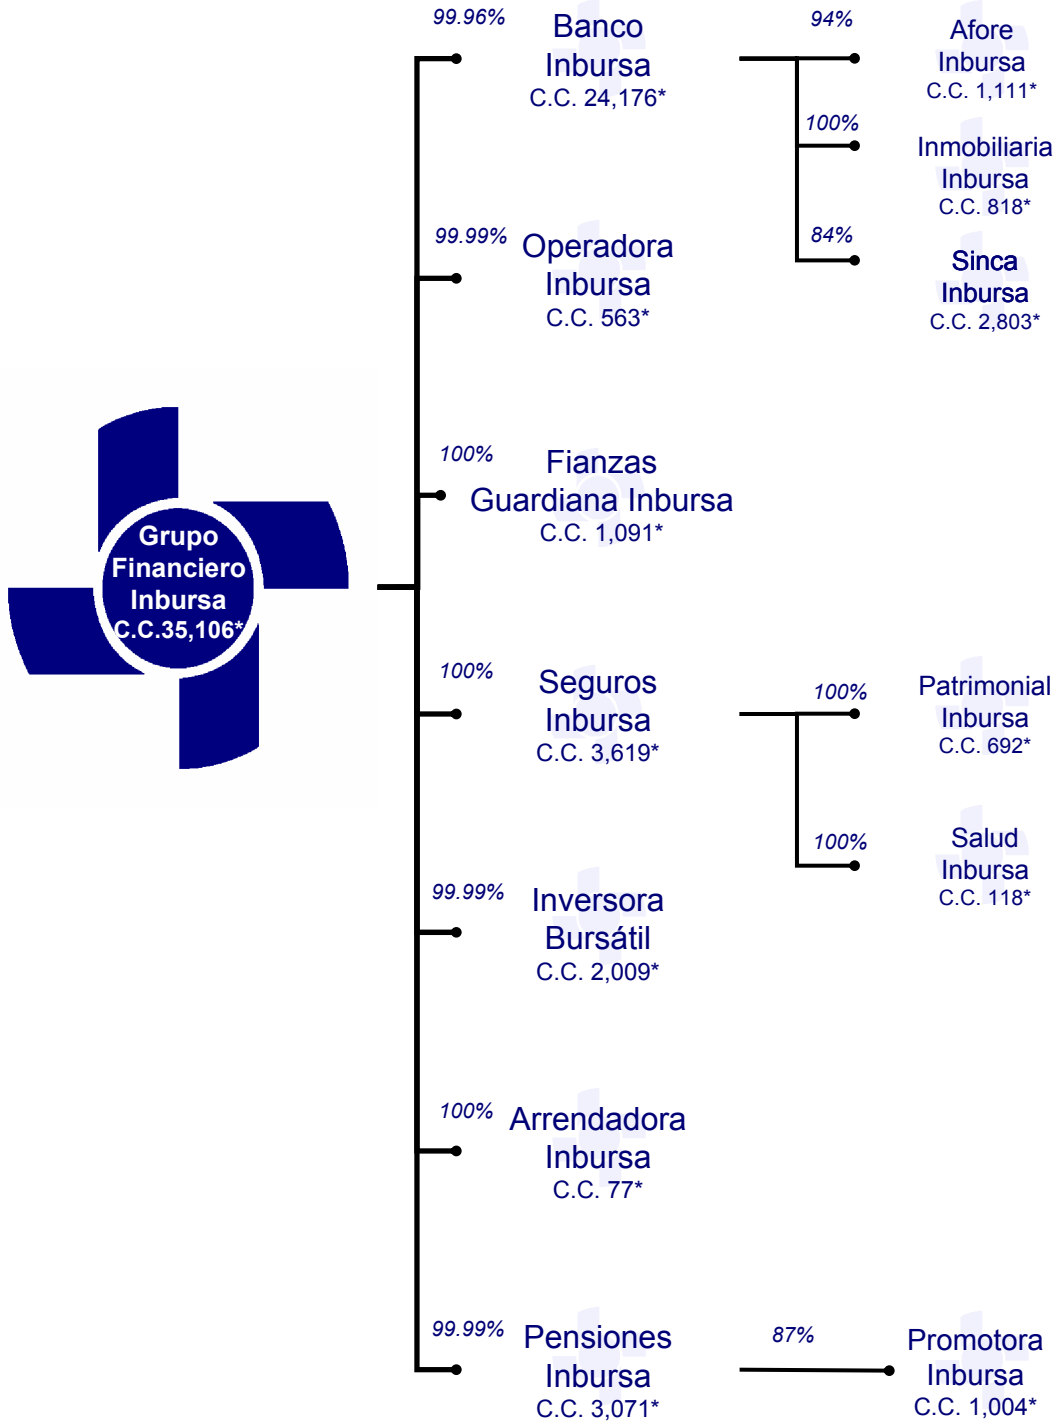 Grupo
Financiero
Inbursa
C.C.35,106*
99.96%
Banco
Inbursa
C.C. 24,176*
94%
Afore
Inbursa
C.C. 1,111*
100%
Inmobiliaria
Inbursa
C.C. 818*
84%
Sinca
Inbursa
C.C. 2,803*
99.99%
Operadora
Inbursa
C.C. 563*
100%
Fianzas
Guardiana Inbursa
C.C. 1,091*
100%
Seguros
Inbursa
C.C. 3,619*
100%
Patrimonial
Inbursa
C.C. 692*
100%
Salud
Inbursa
C.C. 118*
99.99%
Inversora
Bursátil
C.C. 2,009*
100%
Arrendadora
Inbursa
C.C. 77*
99.99%
Pensiones
Inbursa
C.C. 3,071*
87%
Promotora
Inbursa
C.C. 1,004*